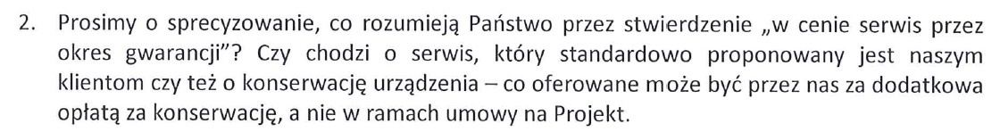 2. Prosimy o sprecyzowanie, co rozumieją Państwo przez stwierdzenie „w cenie serwis przez
okres gwarancji”? Czy chodzi o serwis, który standardowo proponowany jest naszym
klientom czy też o konserwację urządzenia – co oferowane może być przez nas za dodatkowa
opłatą za konserwację, a nie w ramach umowy na Projekt.